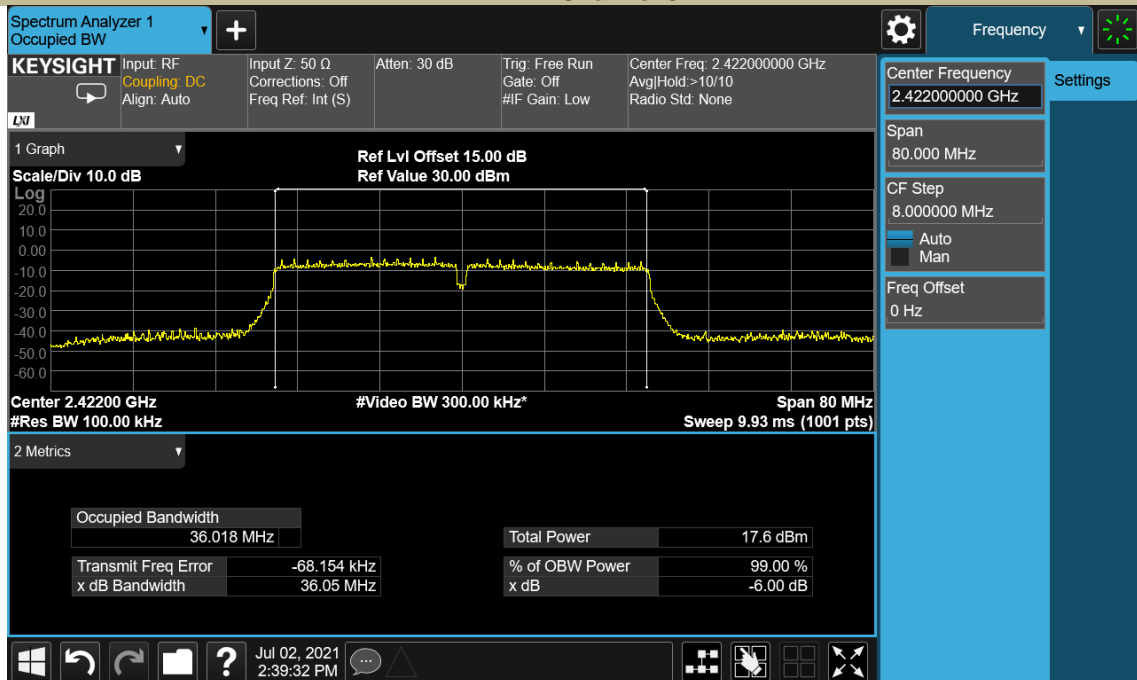 Spectrum Analyzer 1
Occupied BW
Frequency
KEYSIGHT
LXI
Input: RF
Coupling: DC
Align: Auto
Input Z: 50 Ω
Corrections: Off
Freq Ref: Int (S)
Atten: 30 dB
Trig: Free Run
Gate: Off
#IF Gain: Low
Center Freq: 2.422000000 GHz
Avg|Hold:>10/10
Radio Std: None
Center Frequency
2.422000000 GHz
Settings
Span
80.000 MHz
CF Step
8.000000 MHz
Auto
Man
Freq Offset
0 Hz
1 Graph
Scale/Div 10.0 dB
Ref Lvl Offset 15.00 dB
Ref Value 30.00 dBm
Log
20.0
10.0
0.00
-10.0
-20.0
-30.0
-40.0
-50.0
-60.0
Center 2.42200 GHz
#Video BW 300.00 kHz*
Span 80 MHz
#Res BW 100.00 kHz
Sweep 9.93 ms (1001 pts)
2 Metrics
Occupied Bandwidth
36.018 MHz
Total Power 17.6 dBm
Transmit Freq Error -68.154 kHz
% of OBW Power 99.00 %
x dB Bandwidth 36.05 MHz
x dB -6.00 dB
Jul 02, 2021
2:39:32 PM